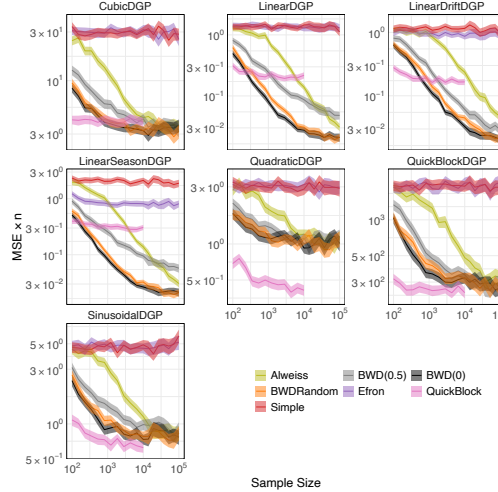 CubicDGP
LinearDGP
LinearDriftDGP
3 × 10¹
10¹
3 × 10⁰
10⁰
3 × 10⁻¹
10⁻¹
3 × 10⁻²
10⁰
3 × 10⁻¹
10⁻¹
3 × 10⁻²
LinearSeasonDGP
QuadraticDGP
QuickBlockDGP
3 × 10⁰
10⁰
3 × 10⁻¹
10⁻¹
3 × 10⁻²
3 × 10⁰
10⁰
5 × 10⁻¹
10³
5 × 10²
3 × 10²
10² 10³ 10⁴ 10⁵
10² 10³ 10⁴ 10⁵
SinusoidalDGP
5 × 10⁰
3 × 10⁰
10⁰
5 × 10⁻¹
10² 10³ 10⁴ 10⁵
MSE × n
Alweiss
BWD(0.5)
BWD(0)
BWDRandom
Efron
QuickBlock
Simple
Sample Size